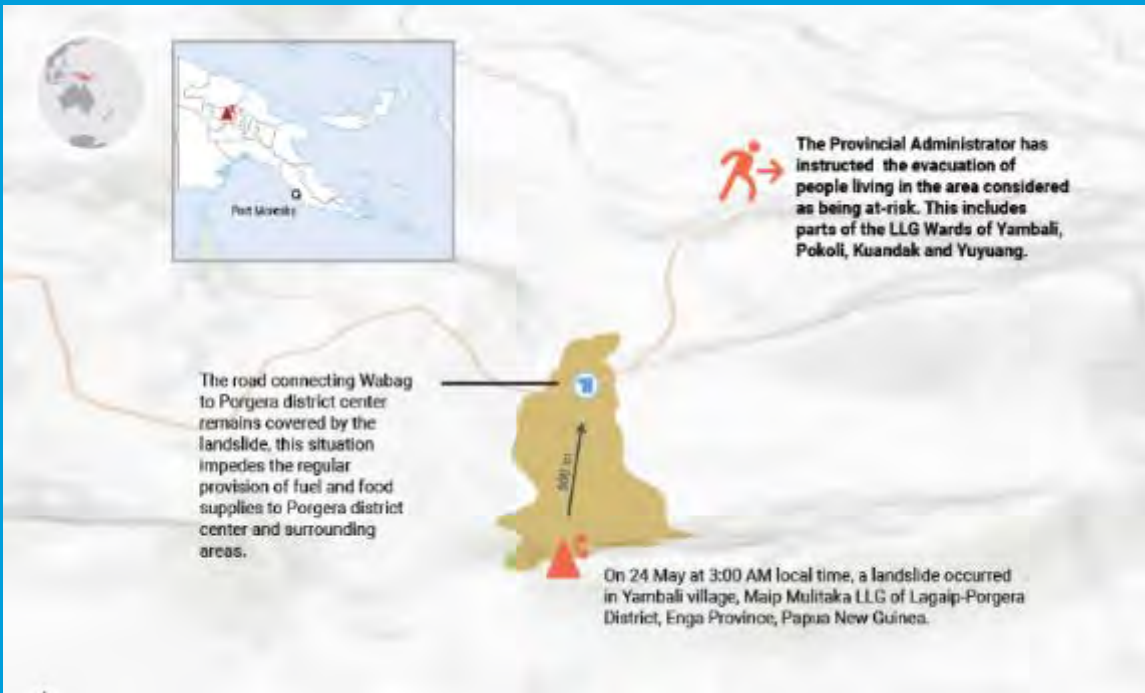 Port Moresby
The Provincial Administrator has
instructed the evacuation of
people living in the area considered
as being at-risk. This includes
parts of the LLG Wards of Yambali,
Pokoli, Kuandak and Yuyuang.
The road connecting Wabag
to Porgera district center
remains covered by the
landslide, this situation
impedes the regular
provision of fuel and food
supplies to Porgera district
center and surrounding
areas.
On 24 May at 3:00 AM local time, a landslide occurred
in Yambali village, Maip Mulitaka LLG of Lagaip-Porgera
District, Enga Province, Papua New Guinea.